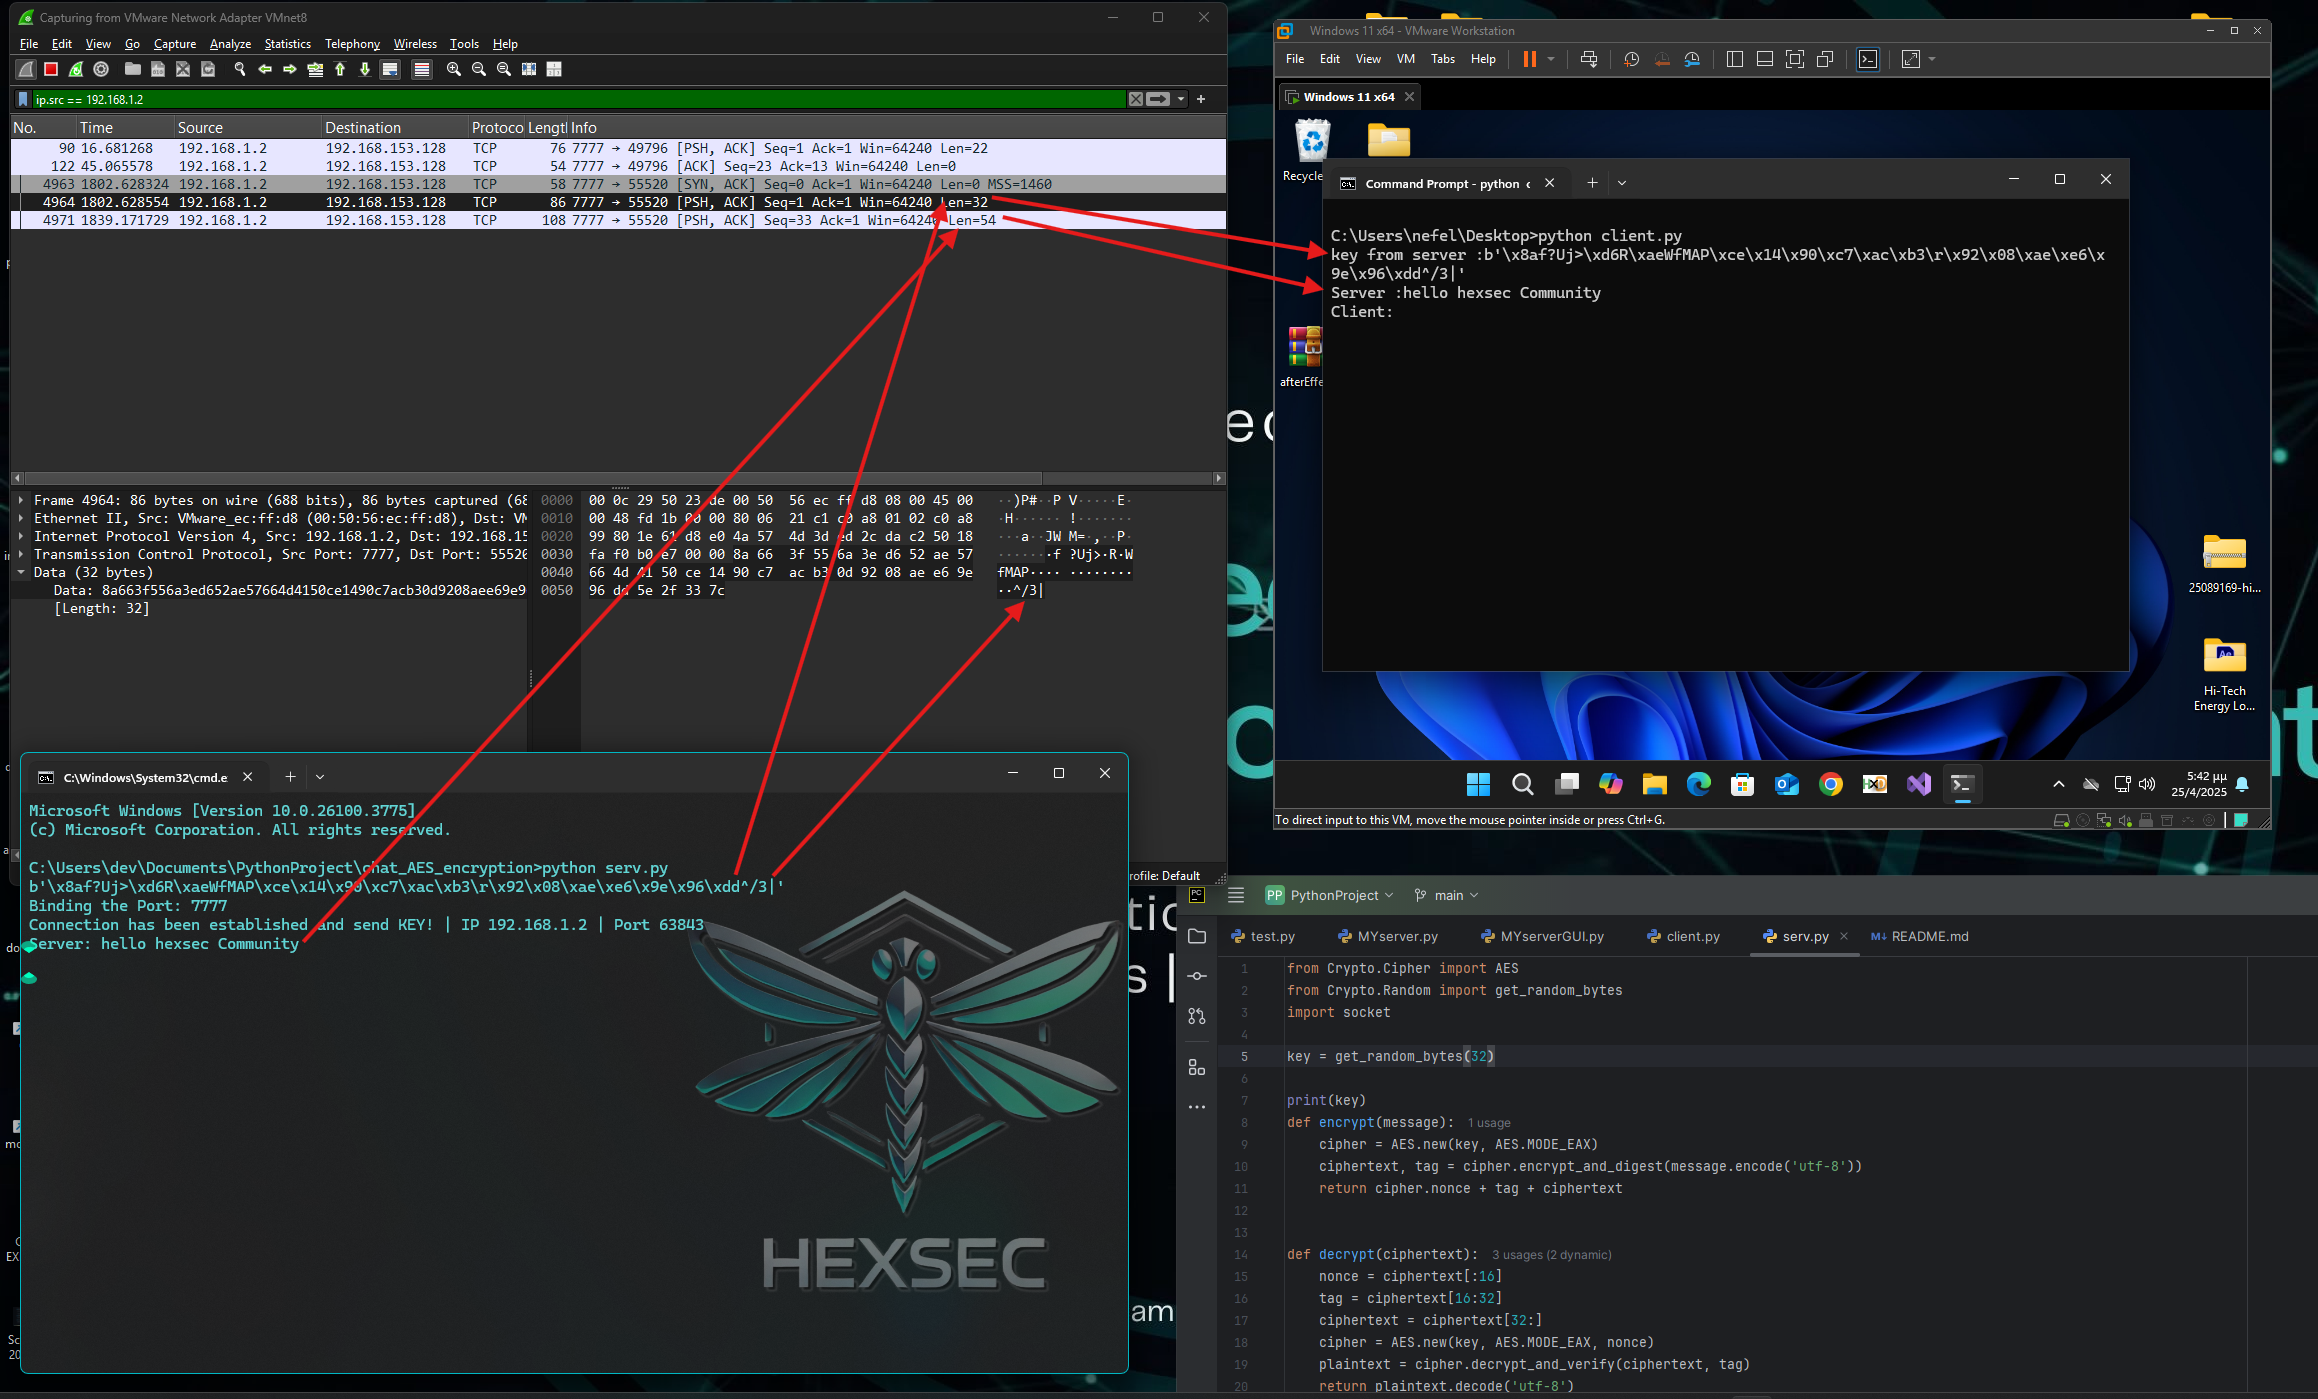 Capturing from VMware Network Adapter VMnet8
File Edit View Go Capture Analyze Statistics Telephony Wireless Tools Help
ip.src == 192.168.1.2
No. Time Source Destination Protoco Lengtl Info
90 16.681268 192.168.1.2 192.168.153.128 TCP 76 7777 → 49796 [PSH, ACK] Seq=1 Ack=1 Win=64240 Len=22
122 45.065578 192.168.1.2 192.168.153.128 TCP 54 7777 → 49796 [ACK] Seq=23 Ack=13 Win=64240 Len=0
4963 1802.628324 192.168.1.2 192.168.153.128 TCP 58 7777 → 55520 [SYN, ACK] Seq=0 Ack=1 Win=64240 Len=0 MSS=1460
4964 1802.628554 192.168.1.2 192.168.153.128 TCP 86 7777 → 55520 [PSH, ACK] Seq=1 Ack=1 Win=64240 Len=32
4971 1839.171729 192.168.1.2 192.168.153.128 TCP 108 7777 → 55520 [PSH, ACK] Seq=33 Ack=1 Win=64240 Len=54
Frame 4964: 86 bytes on wire (688 bits), 86 bytes captured (68
Ethernet II, Src: VMware_ec:ff:d8 (00:50:56:ec:ff:d8), Dst: VM
Internet Protocol Version 4, Src: 192.168.1.2, Dst: 192.168.15
Transmission Control Protocol, Src Port: 7777, Dst Port: 55520
Data (32 bytes)
Data: 8a663f556a3ed652ae57664d4150ce1490c7acb30d9208aee69e9
[Length: 32]
0000 00 0c 29 50 23 de 00 50 56 ec ff d8 08 00 45 00 ··)P#··P V·····E·
0010 00 48 fd 1b 00 00 80 06 21 c1 c0 a8 01 02 c0 a8 ·H······ !·······
0020 99 80 1e 61 d8 e0 4a 57 4d 3d ed 2c da c2 50 18 ···a··JW M=·,··P·
0030 fa f0 b0 e7 00 00 8a 66 3f 55 6a 3e d6 52 ae 57 ·······f ?Uj>·R·W
0040 66 4d 41 50 ce 14 90 c7 ac b3 0d 92 08 ae e6 9e fMAP···· ········
0050 96 dd 5e 2f 33 7c ··^/3|
rofile: Default
Windows 11 x64 - VMware Workstation
File Edit View VM Tabs Help
Windows 11 x64
Recycle
afterEffe
Command Prompt - python c
C:\Users\nefel\Desktop>python client.py
key from server :b'\x8af?Uj>\xd6R\xaeWfMAP\xce\x14\x90\xc7\xac\xb3\r\x92\x08\xae\xe6\x
9e\x96\xdd^/3|'
Server :hello hexsec Community
Client:
25089169-hi...
Hi-Tech
Energy Lo...
5:42 μμ
25/4/2025
To direct input to this VM, move the mouse pointer inside or press Ctrl+G.
C:\Windows\System32\cmd.e
Microsoft Windows [Version 10.0.26100.3775]
(c) Microsoft Corporation. All rights reserved.
C:\Users\dev\Documents\PythonProject\chat_AES_encryption>python serv.py
b'\x8af?Uj>\xd6R\xaeWfMAP\xce\x14\x90\xc7\xac\xb3\r\x92\x08\xae\xe6\x9e\x96\xdd^/3|'
Binding the Port: 7777
Connection has been established and send KEY! | IP 192.168.1.2 | Port 63843
Server: hello hexsec Community
HEXSEC
PP PythonProject main
test.py MYserver.py MYserverGUI.py client.py serv.py README.md
1 from Crypto.Cipher import AES
2 from Crypto.Random import get_random_bytes
3 import socket
4
5 key = get_random_bytes(32)
6
7 print(key)
8 def encrypt(message): 1 usage
9 cipher = AES.new(key, AES.MODE_EAX)
10 ciphertext, tag = cipher.encrypt_and_digest(message.encode('utf-8'))
11 return cipher.nonce + tag + ciphertext
12
13
14 def decrypt(ciphertext): 3 usages (2 dynamic)
15 nonce = ciphertext[:16]
16 tag = ciphertext[16:32]
17 ciphertext = ciphertext[32:]
18 cipher = AES.new(key, AES.MODE_EAX, nonce)
19 plaintext = cipher.decrypt_and_verify(ciphertext, tag)
20 return plaintext.decode('utf-8')